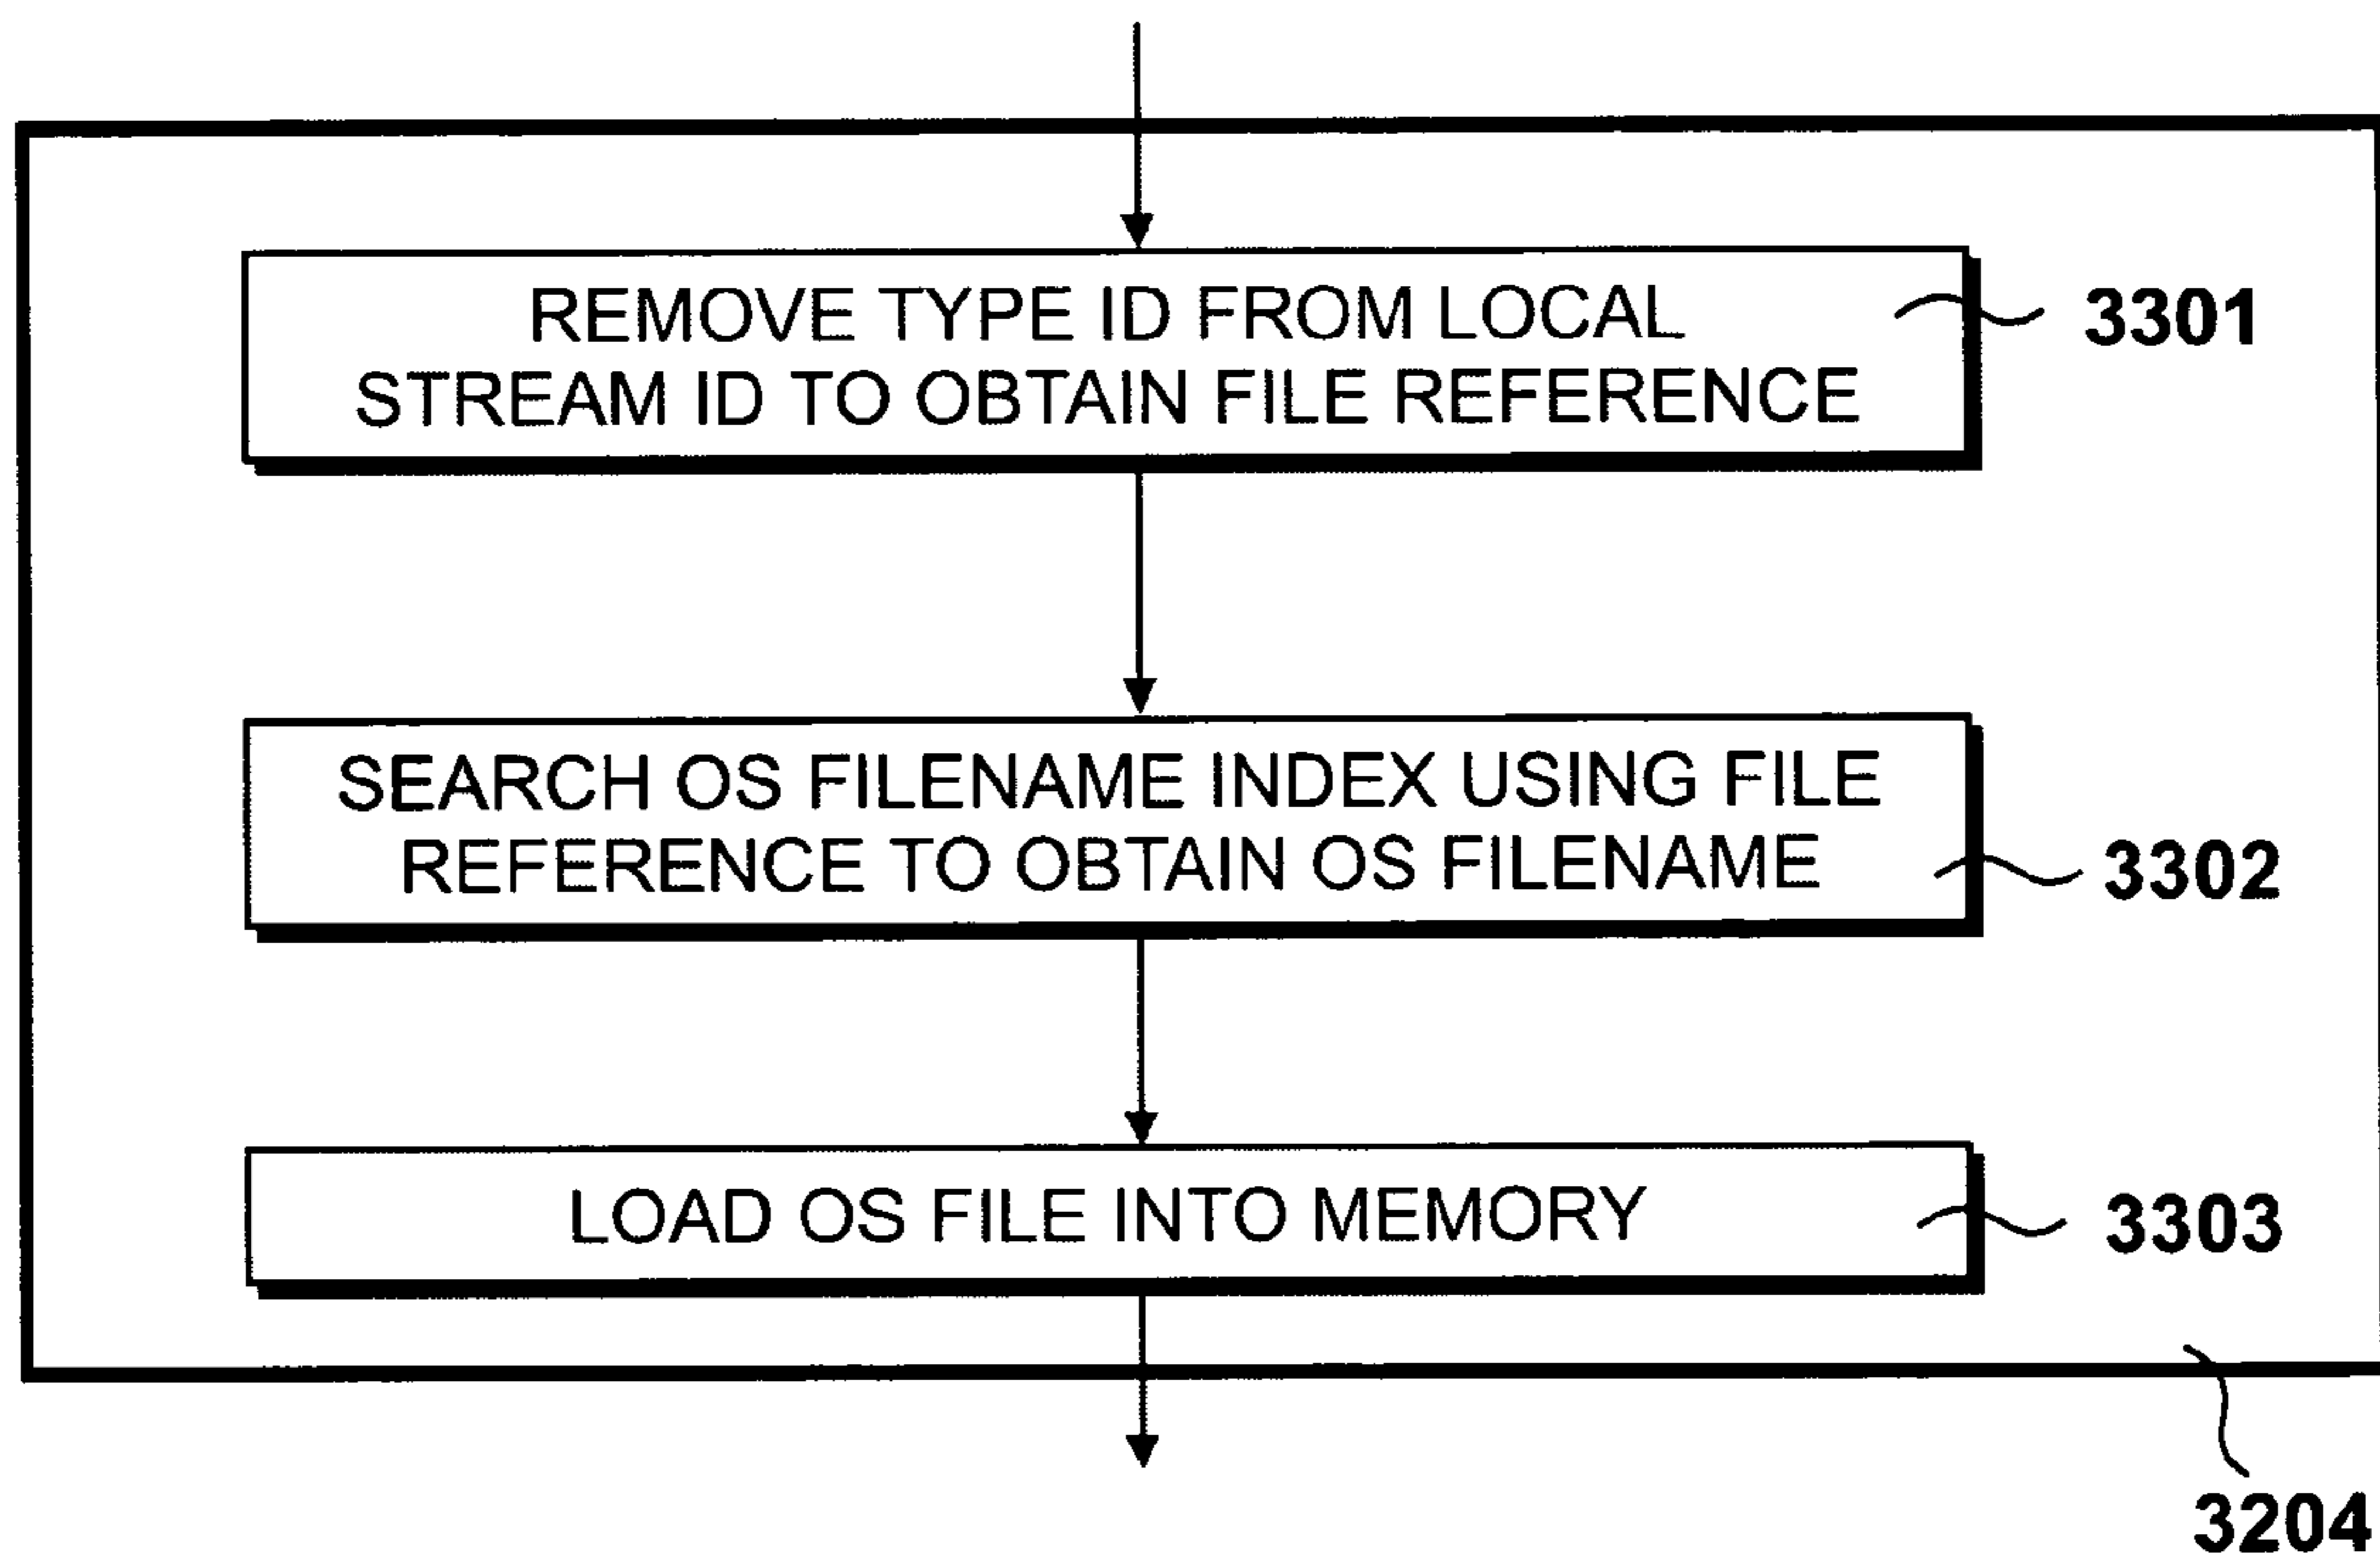 REMOVE TYPE ID FROM LOCAL
STREAM ID TO OBTAIN FILE REFERENCE
3301
SEARCH OS FILENAME INDEX USING FILE
REFERENCE TO OBTAIN OS FILENAME
3302
LOAD OS FILE INTO MEMORY
3303
3204